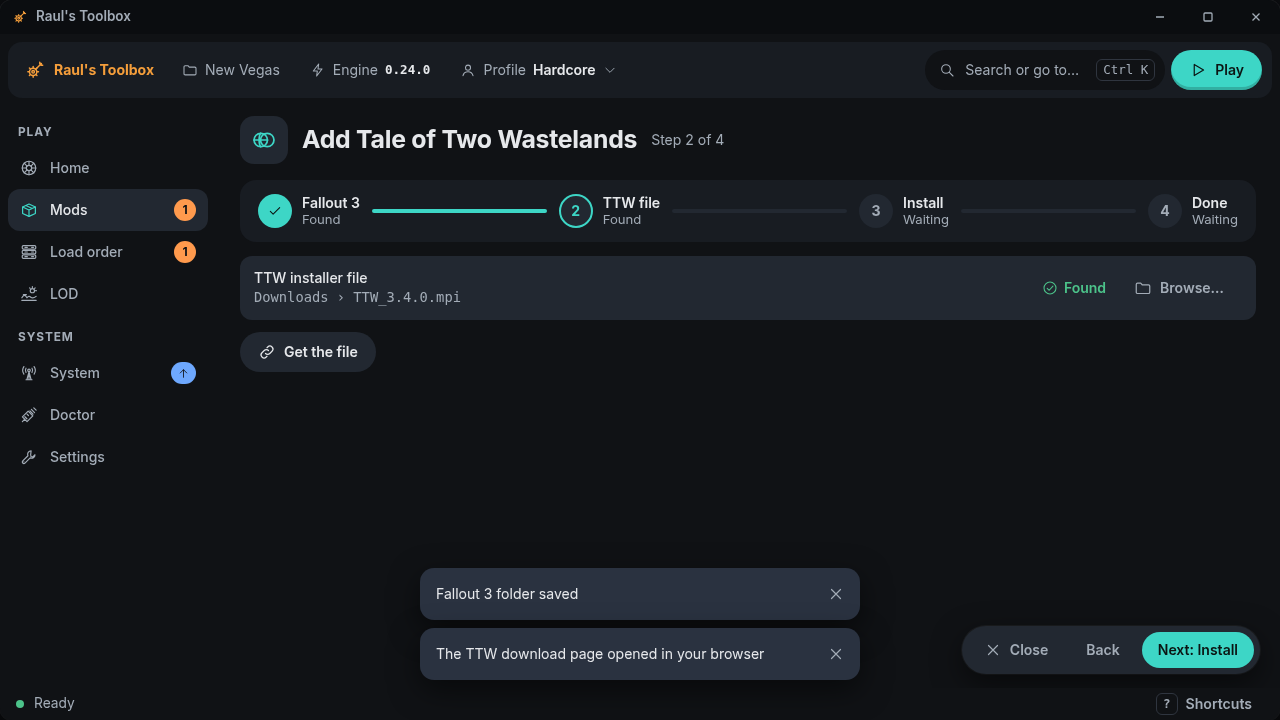 Raul's Toolbox
Raul's Toolbox
New Vegas
Engine 0.24.0
Profile Hardcore
Search or go to...
Ctrl K
Play
PLAY
Home
Mods 1
Load order 1
LOD
SYSTEM
System
Doctor
Settings
Add Tale of Two Wastelands Step 2 of 4
Fallout 3
Found
2
TTW file
Found
3
Install
Waiting
4
Done
Waiting
TTW installer file
Downloads › TTW_3.4.0.mpi
Found
Browse...
Get the file
Fallout 3 folder saved
The TTW download page opened in your browser
Close
Back
Next: Install
Ready
? Shortcuts